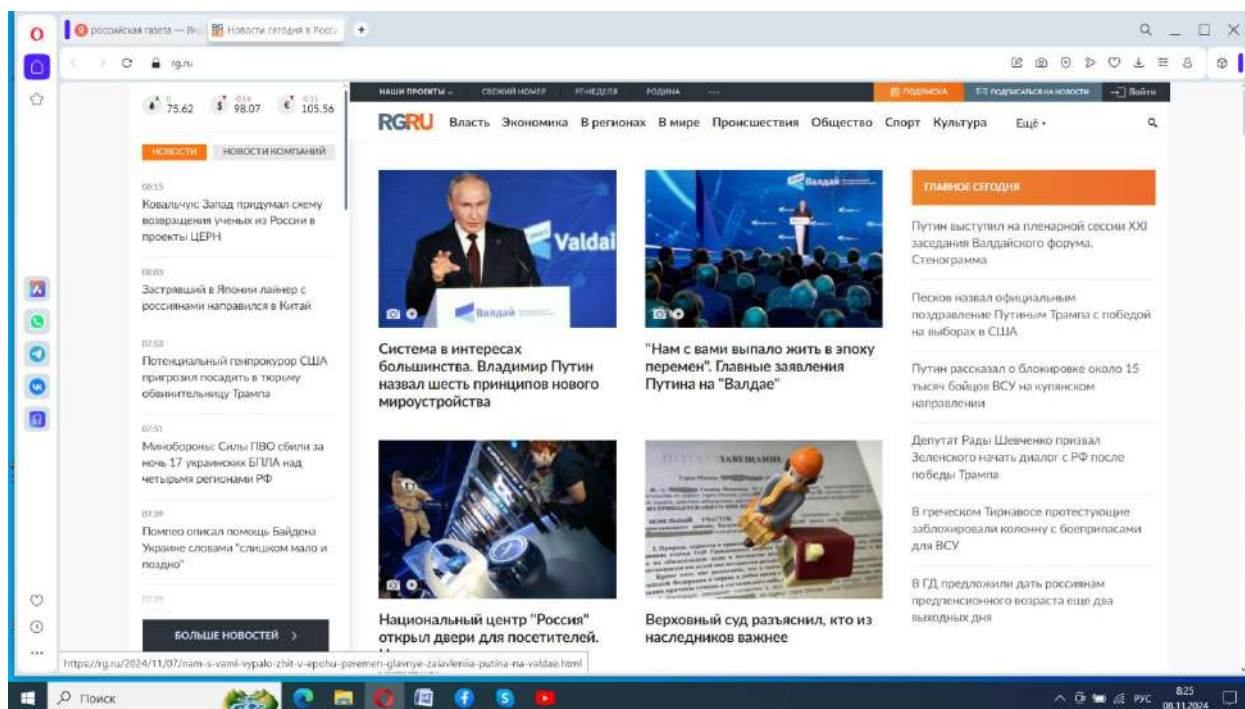 российская газета — Янд
Новости сегодня в Росс
rg.ru
0
75.62
-0.14
98.07
-0.15
105.56
НОВОСТИ
НОВОСТИ КОМПАНИЙ
08:15
Ковальчук: Запад придумал схему
возвращения ученых из России в
проекты ЦЕРН
08:03
Застрявший в Японии лайнер с
россиянами направился в Китай
07:53
Потенциальный генпрокурор США
пригрозил посадить в тюрьму
обвинительницу Трампа
07:51
Минобороны: Силы ПВО сбили за
ночь 17 украинских БПЛА над
четырьмя регионами РФ
07:39
Помпео описал помощь Байдена
Украине словами "слишком мало и
поздно"
БОЛЬШЕ НОВОСТЕЙ
НАШИ ПРОЕКТЫ
СВЕЖИЙ НОМЕР
РГ-НЕДЕЛЯ
РОДИНА
...
ПОДПИСКА
ПОДПИСАТЬСЯ НА НОВОСТИ
Войти
RGRU Власть Экономика В регионах В мире Происшествия Общество Спорт Культура Ещё
Valdai
Валдай
Система в интересах
большинства. Владимир Путин
назвал шесть принципов нового
мироустройства
Валдай
"Нам с вами выпало жить в эпоху
перемен". Главные заявления
Путина на "Валдае"
Национальный центр "Россия"
открыл двери для посетителей.
ЗАВЕЩАНИЕ
ЗЕМЕЛЬНЫЙ УЧАСТОК
Верховный суд разъяснил, кто из
наследников важнее
ГЛАВНОЕ СЕГОДНЯ
Путин выступил на пленарной сессии XXI
заседания Валдайского форума.
Стенограмма
Песков назвал официальным
поздравление Путиным Трампа с победой
на выборах в США
Путин рассказал о блокировке около 15
тысяч бойцов ВСУ на купянском
направлении
Депутат Рады Шевченко призвал
Зеленского начать диалог с РФ после
победы Трампа
В греческом Тирнавосе протестующие
заблокировали колонну с боеприпасами
для ВСУ
В ГД предложили дать россиянам
предпенсионного возраста еще два
выходных дня
https://rg.ru/2024/11/07/nam-s-vami-vypalo-zhit-v-epohu-peremen-glavnye-zaiavleniia-putina-na-valdae.html
Поиск
РУС
8:25
08.11.2024